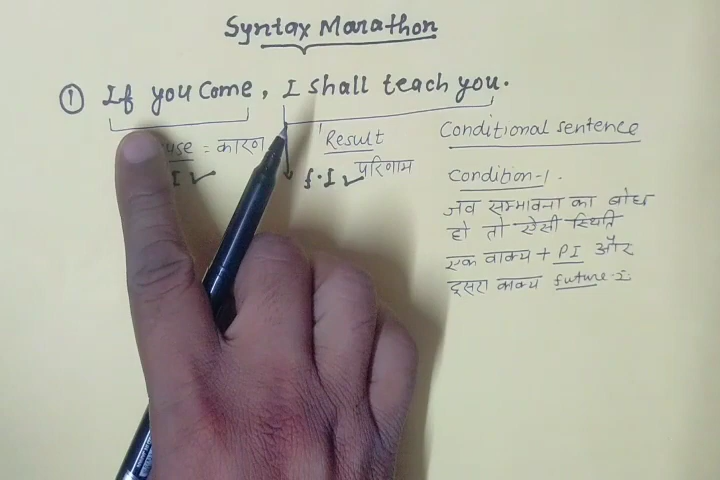 Syntax Marathon
① If you Come, I shall teach you.
= कारण
Result
परिणाम
I ✓
f.I ✓
Conditional sentence
Condition-1.
जब सम्भावना का बोध
हो तो ऐसी स्थिति
एक वाक्य + PI और
दूसरा वाक्य future-I